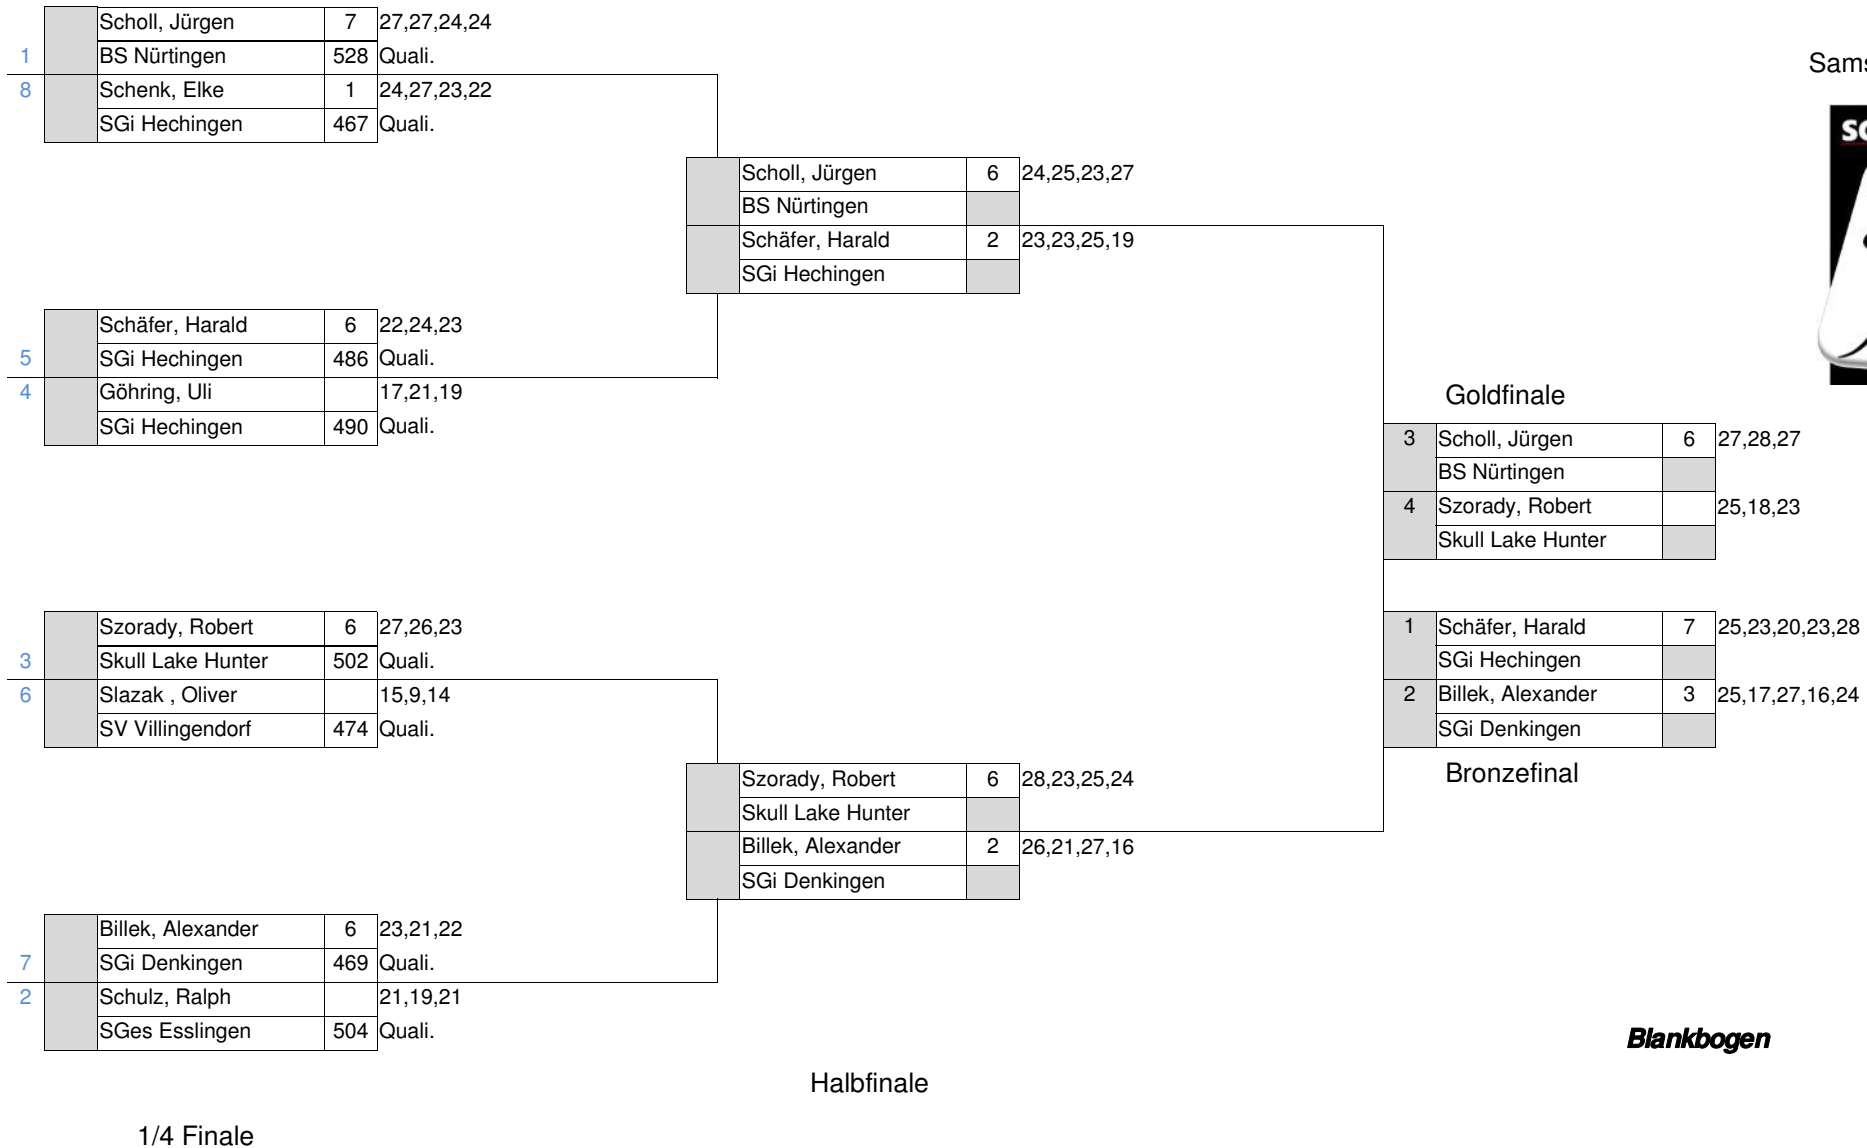 Scholl, Jürgen 7 27,27,24,24
1 BS Nürtingen 528 Quali.
8 Schenk, Elke 1 24,27,23,22
SGi Hechingen 467 Quali.
Scholl, Jürgen 6 24,25,23,27
BS Nürtingen
Schäfer, Harald 2 23,23,25,19
SGi Hechingen
Schäfer, Harald 6 22,24,23
5 SGi Hechingen 486 Quali.
4 Göhring, Uli 17,21,19
SGi Hechingen 490 Quali.
Goldfinale
3 Scholl, Jürgen 6 27,28,27
BS Nürtingen
4 Szorady, Robert 25,18,23
Skull Lake Hunter
Szorady, Robert 6 27,26,23
3 Skull Lake Hunter 502 Quali.
6 Slazak , Oliver 15,9,14
SV Villingendorf 474 Quali.
1 Schäfer, Harald 7 25,23,20,23,28
SGi Hechingen
2 Billek, Alexander 3 25,17,27,16,24
SGi Denkingen
Bronzefinal
Szorady, Robert 6 28,23,25,24
Skull Lake Hunter
Billek, Alexander 2 26,21,27,16
SGi Denkingen
Billek, Alexander 6 23,21,22
7 SGi Denkingen 469 Quali.
2 Schulz, Ralph 21,19,21
SGes Esslingen 504 Quali.
Blankbogen
Halbfinale
1/4 Finale